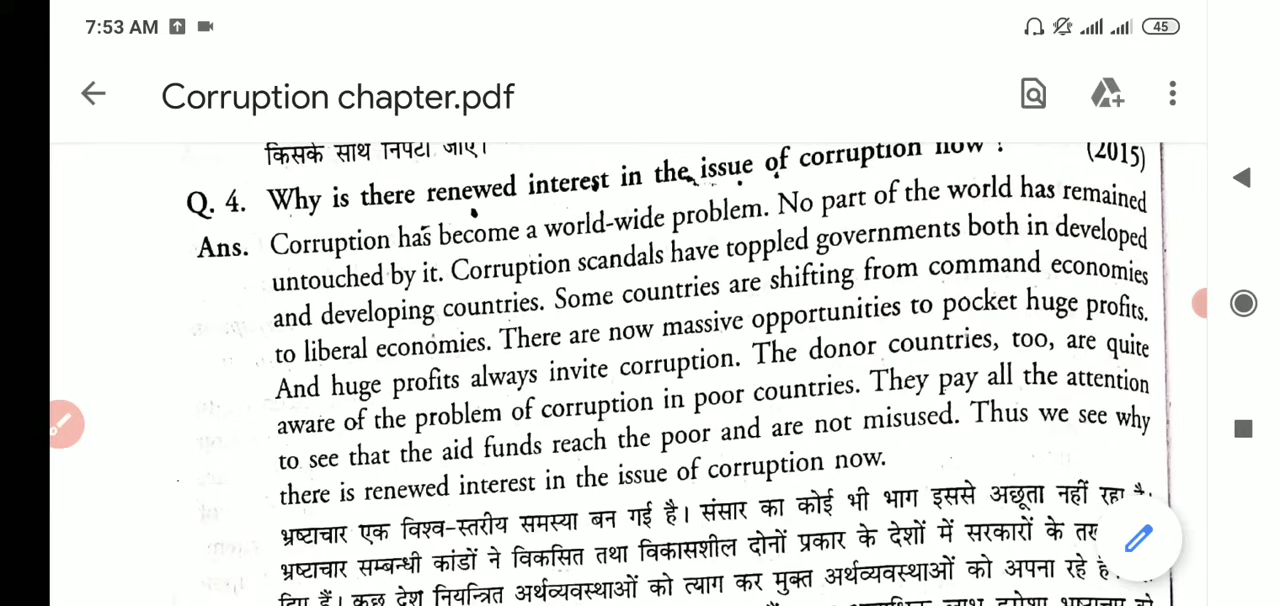 7:53 AM
45
Corruption chapter.pdf
किसके साथ निपटा जाए।
Q. 4. Why is there renewed interest in the issue of corruption now ? (2015)
Ans. Corruption has become a world-wide problem. No part of the world has remained
untouched by it. Corruption scandals have toppled governments both in developed
and developing countries. Some countries are shifting from command economies
to liberal economies. There are now massive opportunities to pocket huge profits.
And huge profits always invite corruption. The donor countries, too, are quite
aware of the problem of corruption in poor countries. They pay all the attention
to see that the aid funds reach the poor and are not misused. Thus we see why
there is renewed interest in the issue of corruption now.
भ्रष्टाचार एक विश्व-स्तरीय समस्या बन गई है। संसार का कोई भी भाग इससे अछूता नहीं रहा
भ्रष्टाचार सम्बन्धी कांडों ने विकसित तथा विकासशील दोनों प्रकार के देशों में सरकारों के
दिए हैं। कुछ देश नियन्त्रित अर्थव्यवस्थाओं को त्याग कर मुक्त अर्थव्यवस्थाओं को अपना रहे